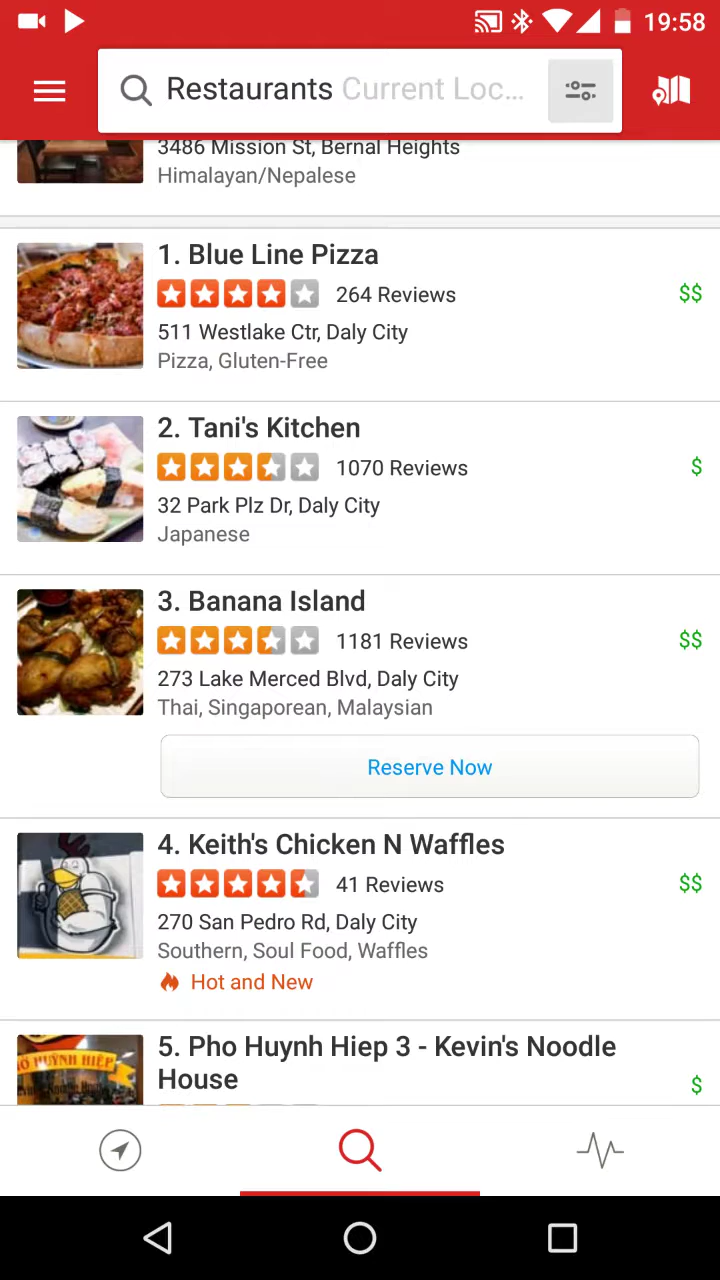 19:58
Restaurants Current Loc...
3486 Mission St, Bernal Heights
Himalayan/Nepalese
1. Blue Line Pizza
264 Reviews
$$
511 Westlake Ctr, Daly City
Pizza, Gluten-Free
2. Tani's Kitchen
1070 Reviews
$
32 Park Plz Dr, Daly City
Japanese
3. Banana Island
1181 Reviews
$$
273 Lake Merced Blvd, Daly City
Thai, Singaporean, Malaysian
Reserve Now
4. Keith's Chicken N Waffles
41 Reviews
$$
270 San Pedro Rd, Daly City
Southern, Soul Food, Waffles
Hot and New
HUỲNH HIỆP
5. Pho Huynh Hiep 3 - Kevin's Noodle
House
$